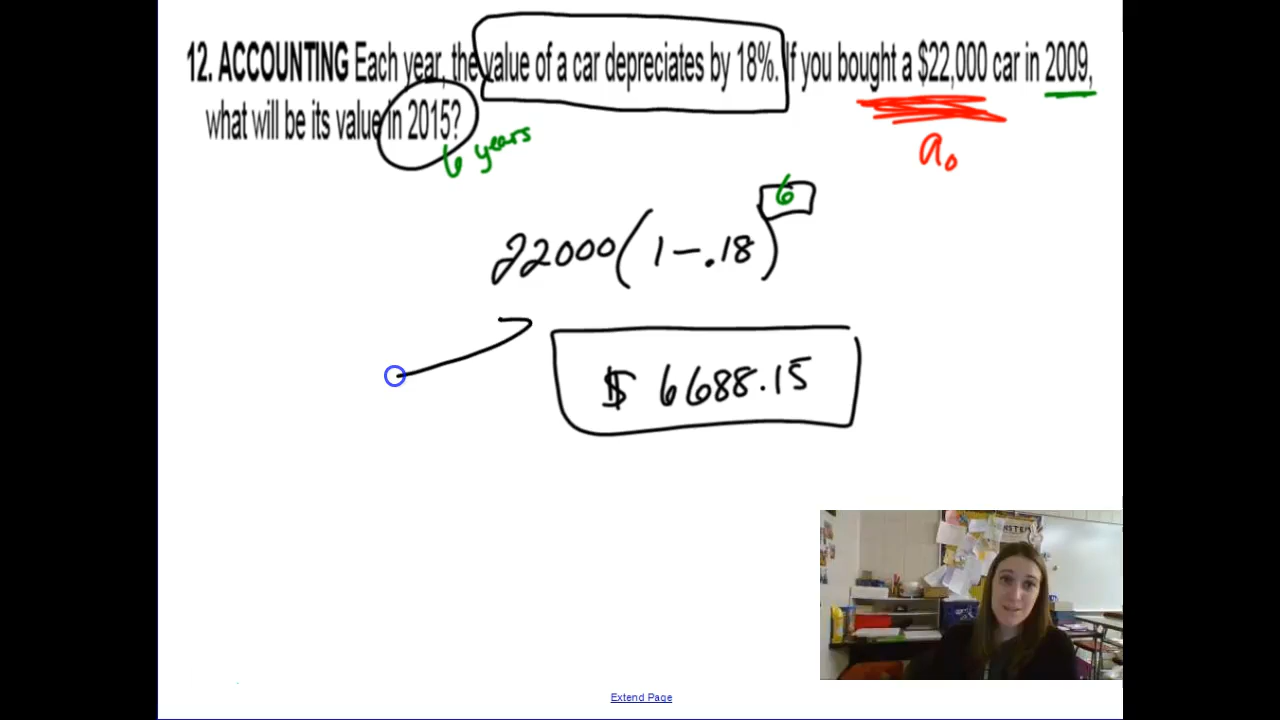 12. ACCOUNTING Each year, the value of a car depreciates by 18%. If you bought a $22,000 car in 2009,
what will be its value in 2015?
6 years
a₀
22000(1-.18)⁶
$ 6688.15
Extend Page